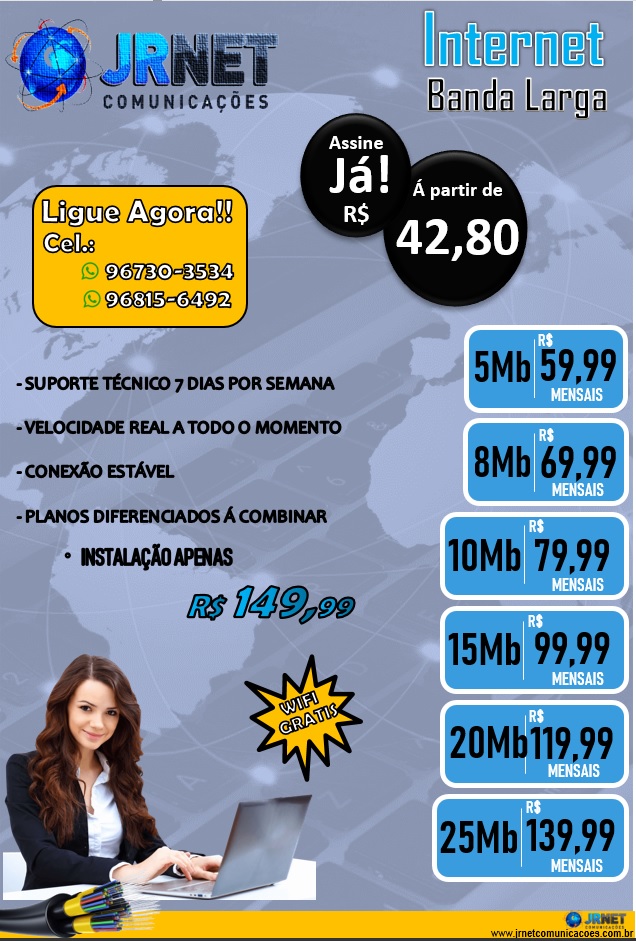 JRNET
COMUNICAÇÕES
Internet
Banda Larga
Assine
Já!
R$
Á partir de
42,80
Ligue Agora!!
Cel.:
96730-3534
96815-6492
- SUPORTE TÉCNICO 7 DIAS POR SEMANA
- VELOCIDADE REAL A TODO O MOMENTO
- CONEXÃO ESTÁVEL
- PLANOS DIFERENCIADOS Á COMBINAR
• INSTALAÇÃO APENAS
R$ 149,99
WIFI
GRATIS
R$
5Mb 59,99
MENSAIS
R$
8Mb 69,99
MENSAIS
R$
10Mb 79,99
MENSAIS
R$
15Mb 99,99
MENSAIS
R$
20Mb 119,99
MENSAIS
R$
25Mb 139,99
MENSAIS
JRNET
COMUNICAÇÕES
www.jrnetcomunicacoes.com.br